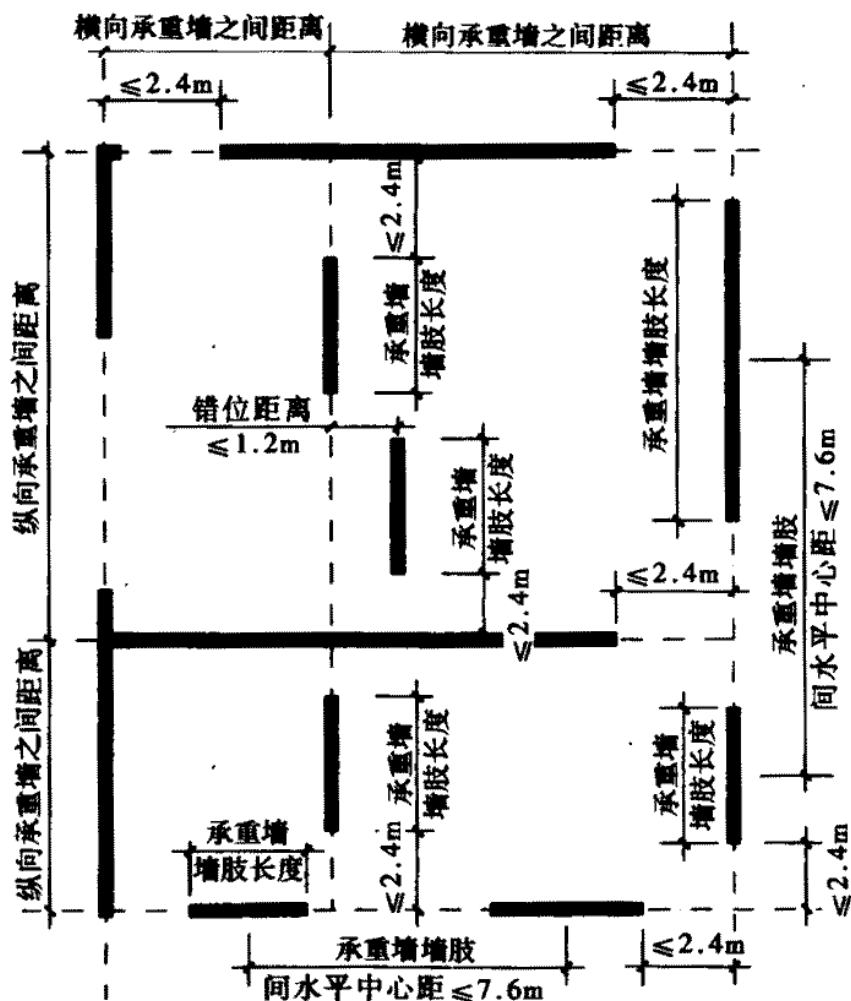 横向承重墙之间距离
横向承重墙之间距离
≤2.4m
≤2.4m
≤2.4m
承重墙
墙肢长度
承重墙墙肢长度
纵向承重墙之间距离
错位距离
≤1.2m
承重墙
墙肢长度
承重墙墙肢
间水平中心距≤7.6m
≤2.4m
≤2.4m
纵向承重墙之间距离
承重墙
墙肢长度
承重墙
墙肢长度
承重墙
墙肢长度
≤2.4m
≤2.4m
承重墙墙肢
间水平中心距≤7.6m
≤2.4m